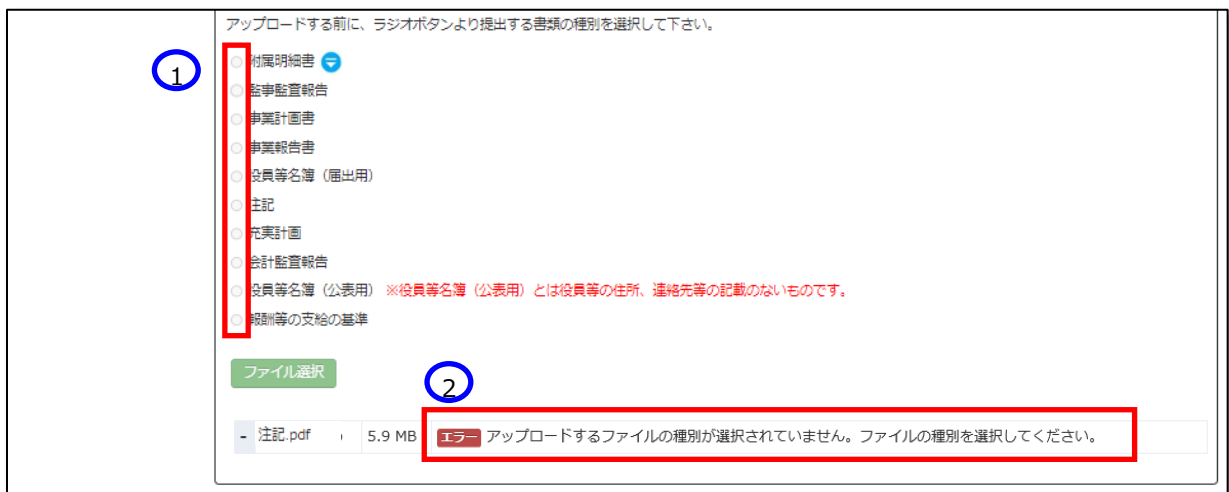 アップロードする前に、ラジオボタンより提出する書類の種別を選択して下さい。
1
附属明細書
監事監査報告
事業計画書
事業報告書
役員等名簿（届出用）
注記
充実計画
会計監査報告
役員等名簿（公表用） ※役員等名簿（公表用）とは役員等の住所、連絡先等の記載のないものです。
報酬等の支給の基準
ファイル選択
2
- 注記.pdf 5.9 MB エラー アップロードするファイルの種別が選択されていません。ファイルの種別を選択してください。